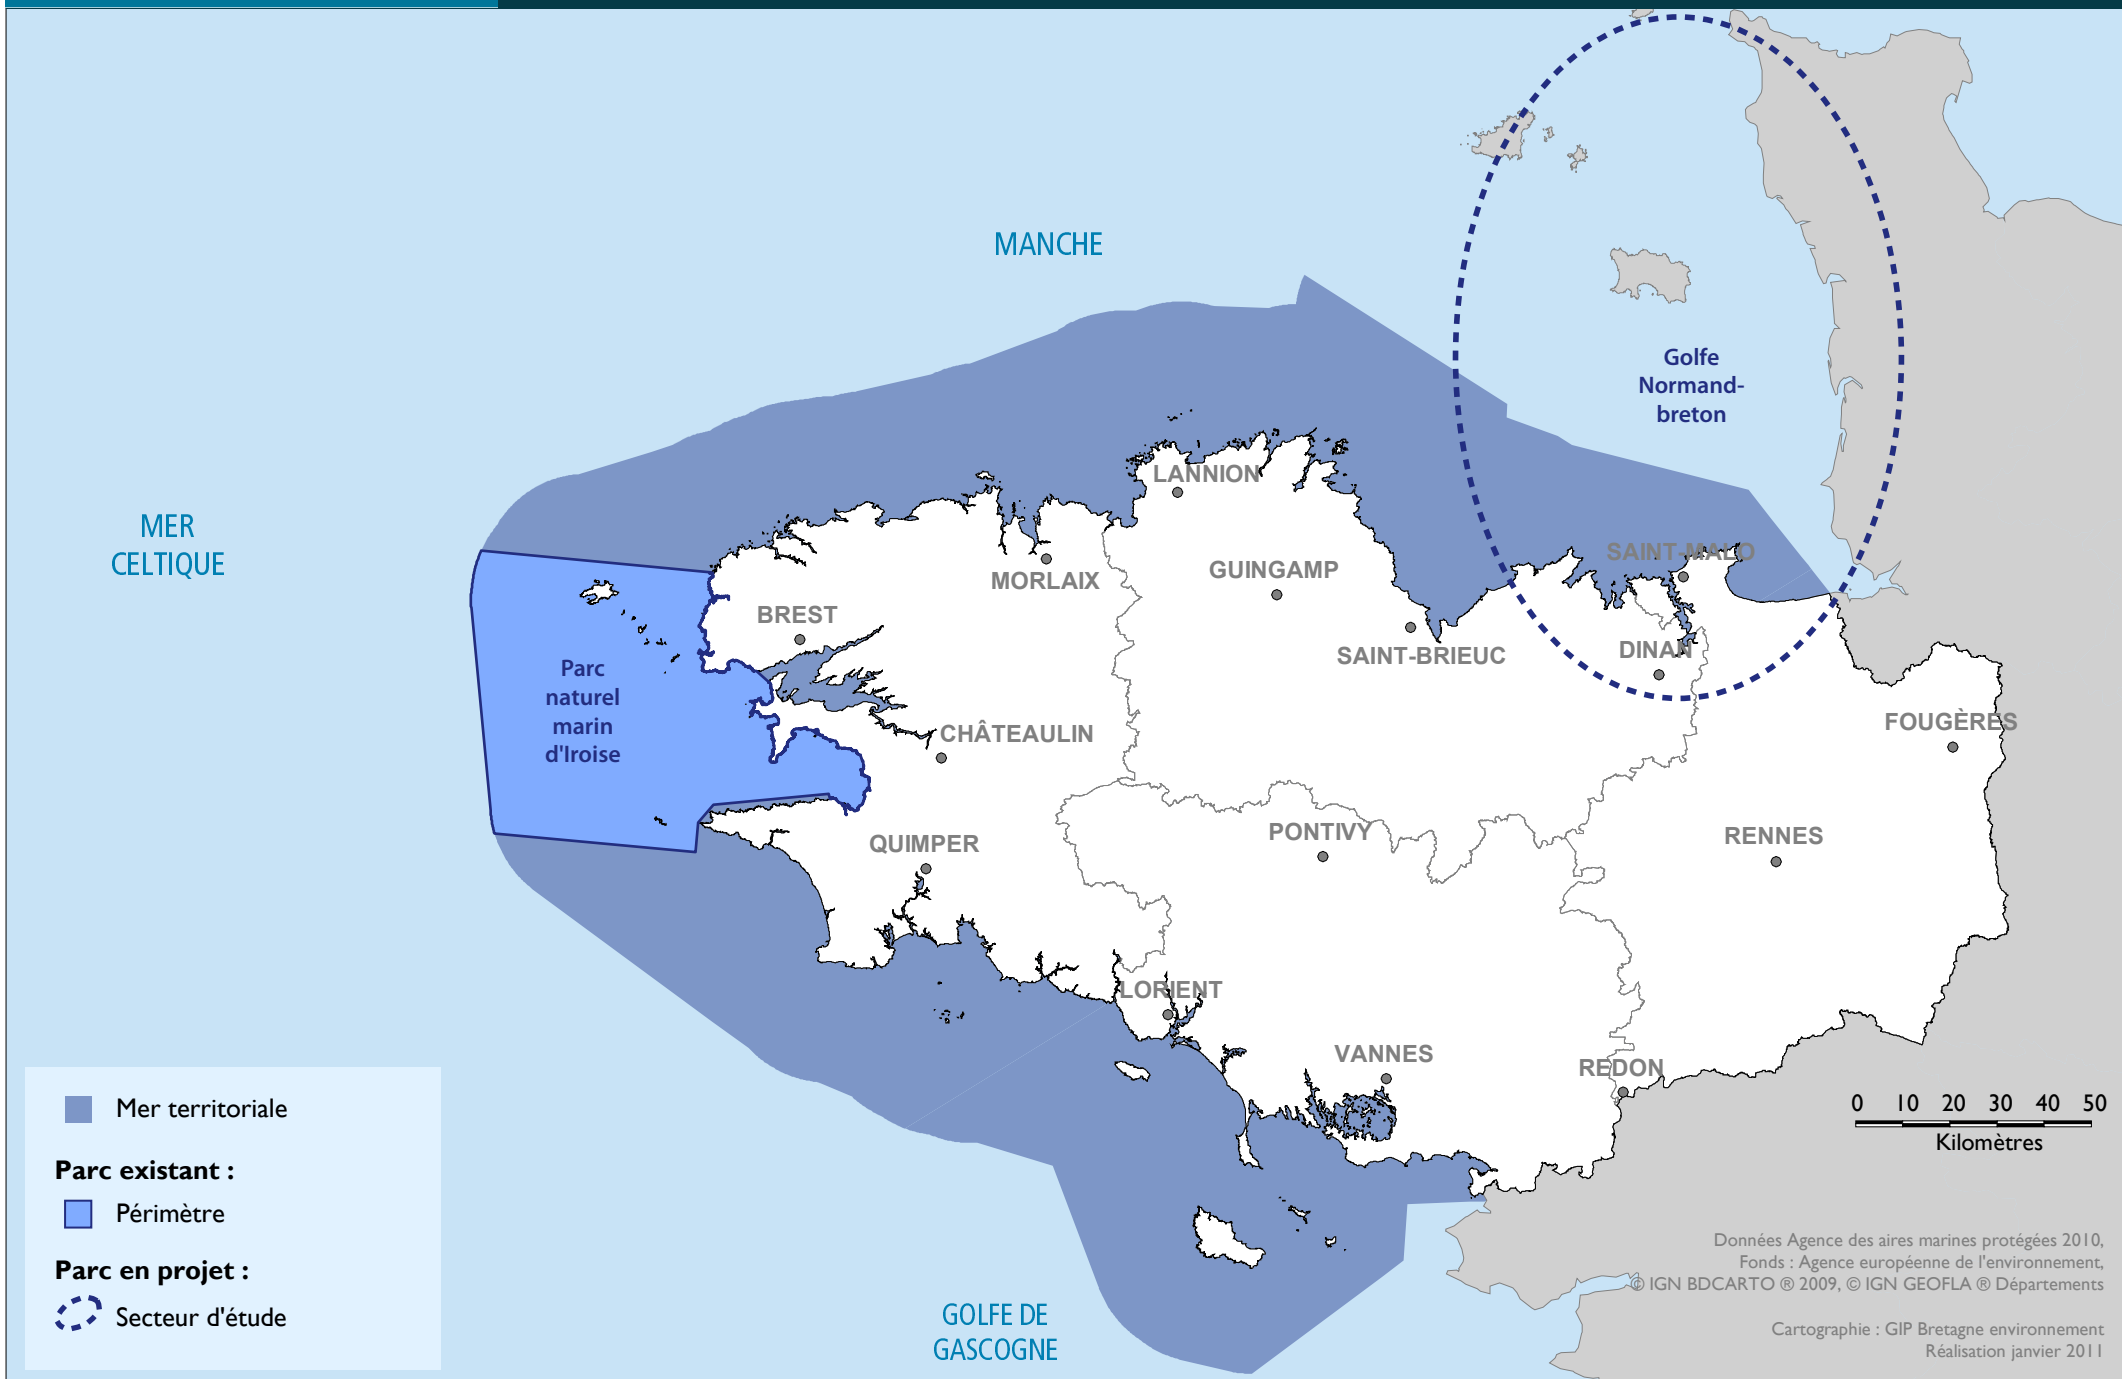 MANCHE
Golfe
Normand-
breton
LANNION
MER
CELTIQUE
SAINT-MALO
MORLAIX
GUINGAMP
BREST
SAINT-BRIEUC
DINAN
Parc
naturel
marin
d'Iroise
FOUGÈRES
CHÂTEAULIN
PONTIVY
RENNES
QUIMPER
LORIENT
VANNES
REDON
Mer territoriale
Parc existant :
Périmètre
Parc en projet :
Secteur d'étude
0 10 20 30 40 50
Kilomètres
GOLFE DE
GASCOGNE
Données Agence des aires marines protégées 2010,
Fonds : Agence européenne de l'environnement,
© IGN BDCARTO ® 2009, © IGN GEOFLA ® Départements
Cartographie : GIP Bretagne environnement
Réalisation janvier 2011